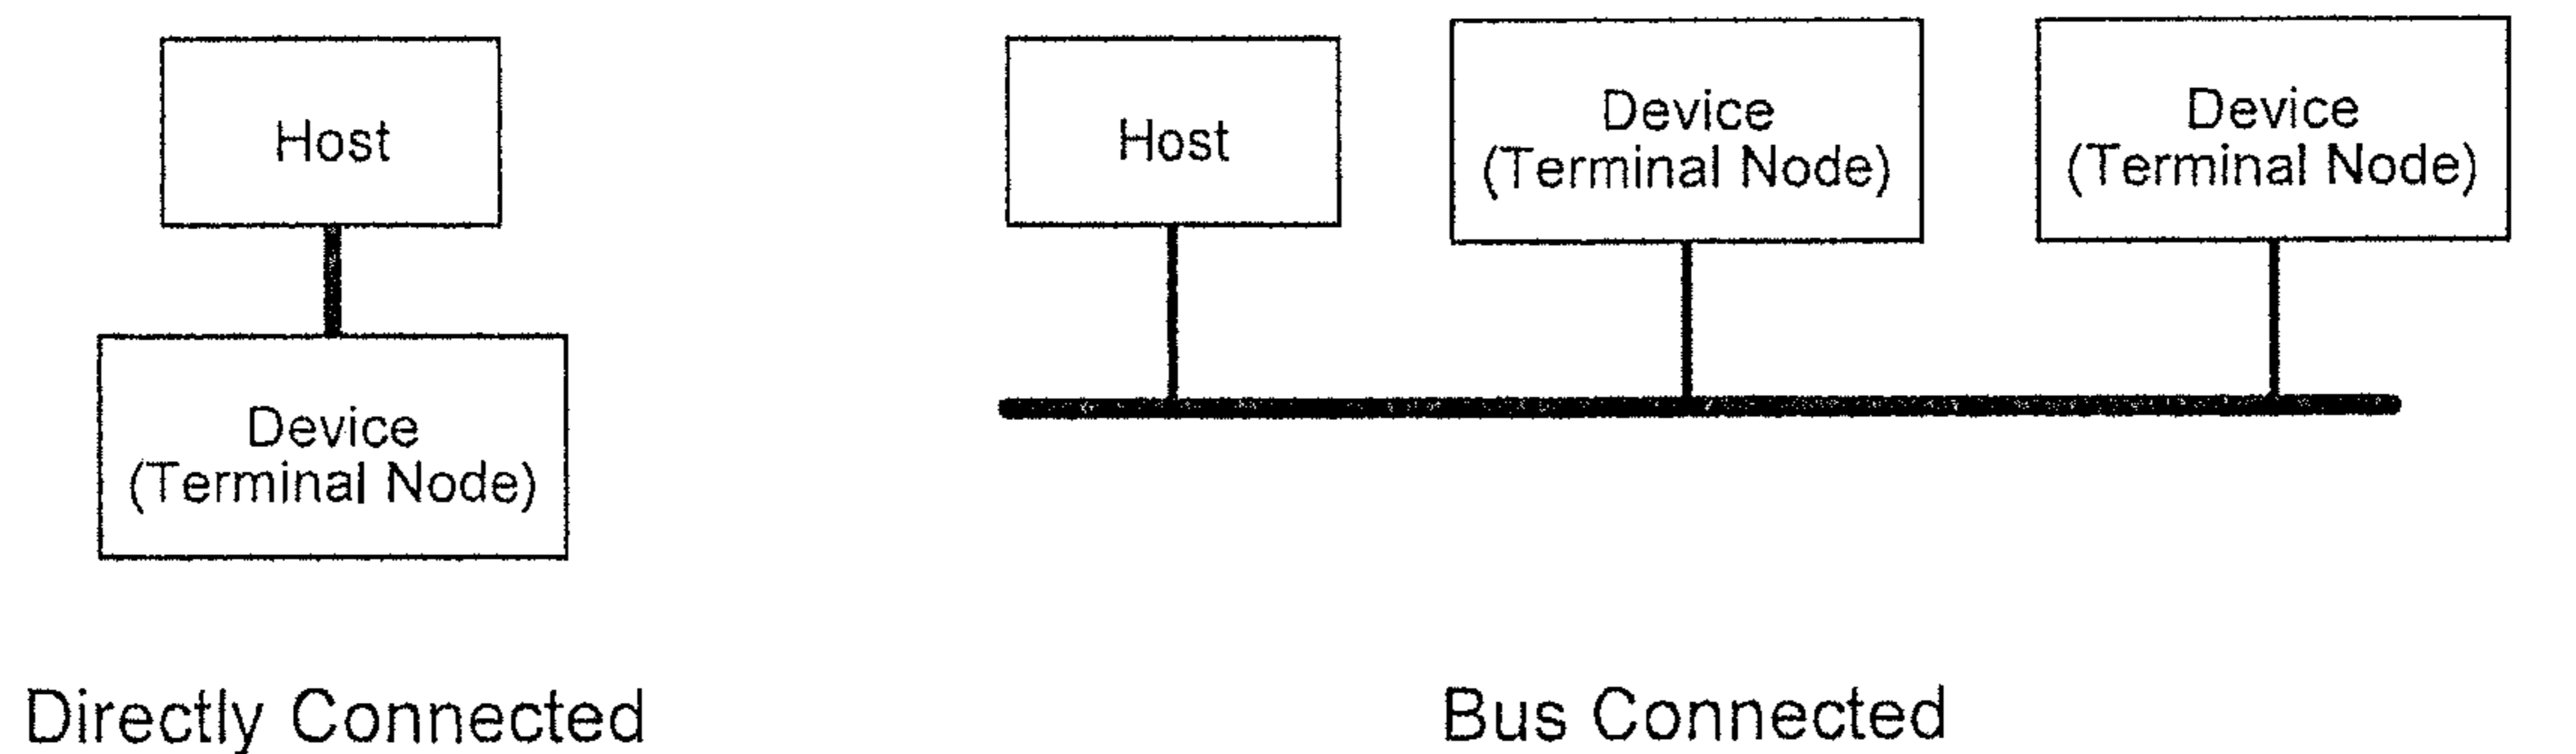 Host
Device
(Terminal Node)
Directly Connected
Host
Device
(Terminal Node)
Device
(Terminal Node)
Bus Connected